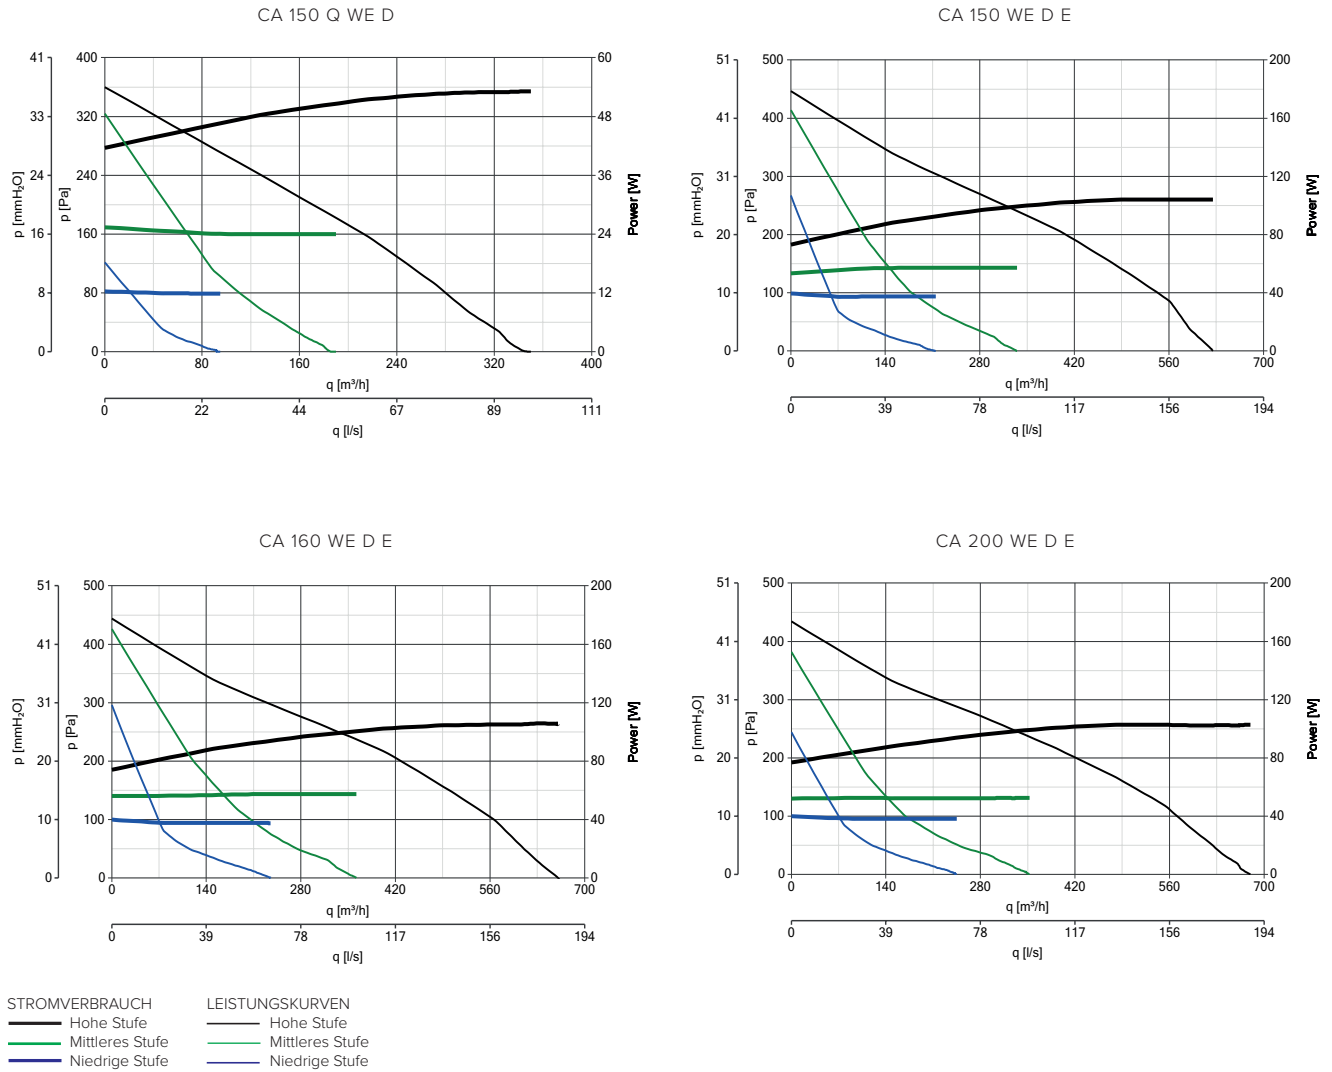 CA 150 Q WE D
41
33
24
16
8
0
p [mmH₂O]
400
320
240
160
80
0
p [Pa]
60
48
36
24
12
0
Power [W]
0 80 160 240 320 400
q [m³/h]
0 22 44 67 89 111
q [l/s]
CA 150 WE D E
51
41
31
20
10
0
p [mmH₂O]
500
400
300
200
100
0
p [Pa]
200
160
120
80
40
0
Power [W]
0 140 280 420 560 700
q [m³/h]
0 39 78 117 156 194
q [l/s]
CA 160 WE D E
51
41
31
20
10
0
p [mmH₂O]
500
400
300
200
100
0
p [Pa]
200
160
120
80
40
0
Power [W]
0 140 280 420 560 700
q [m³/h]
0 39 78 117 156 194
q [l/s]
CA 200 WE D E
51
41
31
20
10
0
p [mmH₂O]
500
400
300
200
100
0
p [Pa]
200
160
120
80
40
0
Power [W]
0 140 280 420 560 700
q [m³/h]
0 39 78 117 156 194
q [l/s]
STROMVERBRAUCH
Hohe Stufe
Mittleres Stufe
Niedrige Stufe
LEISTUNGSKURVEN
Hohe Stufe
Mittleres Stufe
Niedrige Stufe